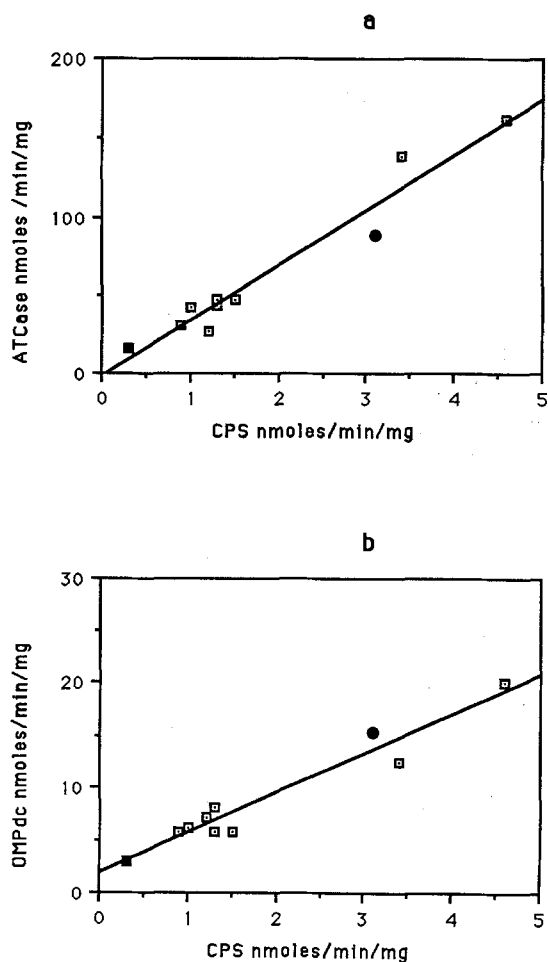 a
200
100
0
ATCase nmoles /min/mg
0 1 2 3 4 5
CPS nmoles/min/mg
b
30
20
10
0
OMPdc nmoles/min/mg
0 1 2 3 4 5
CPS nmoles/min/mg